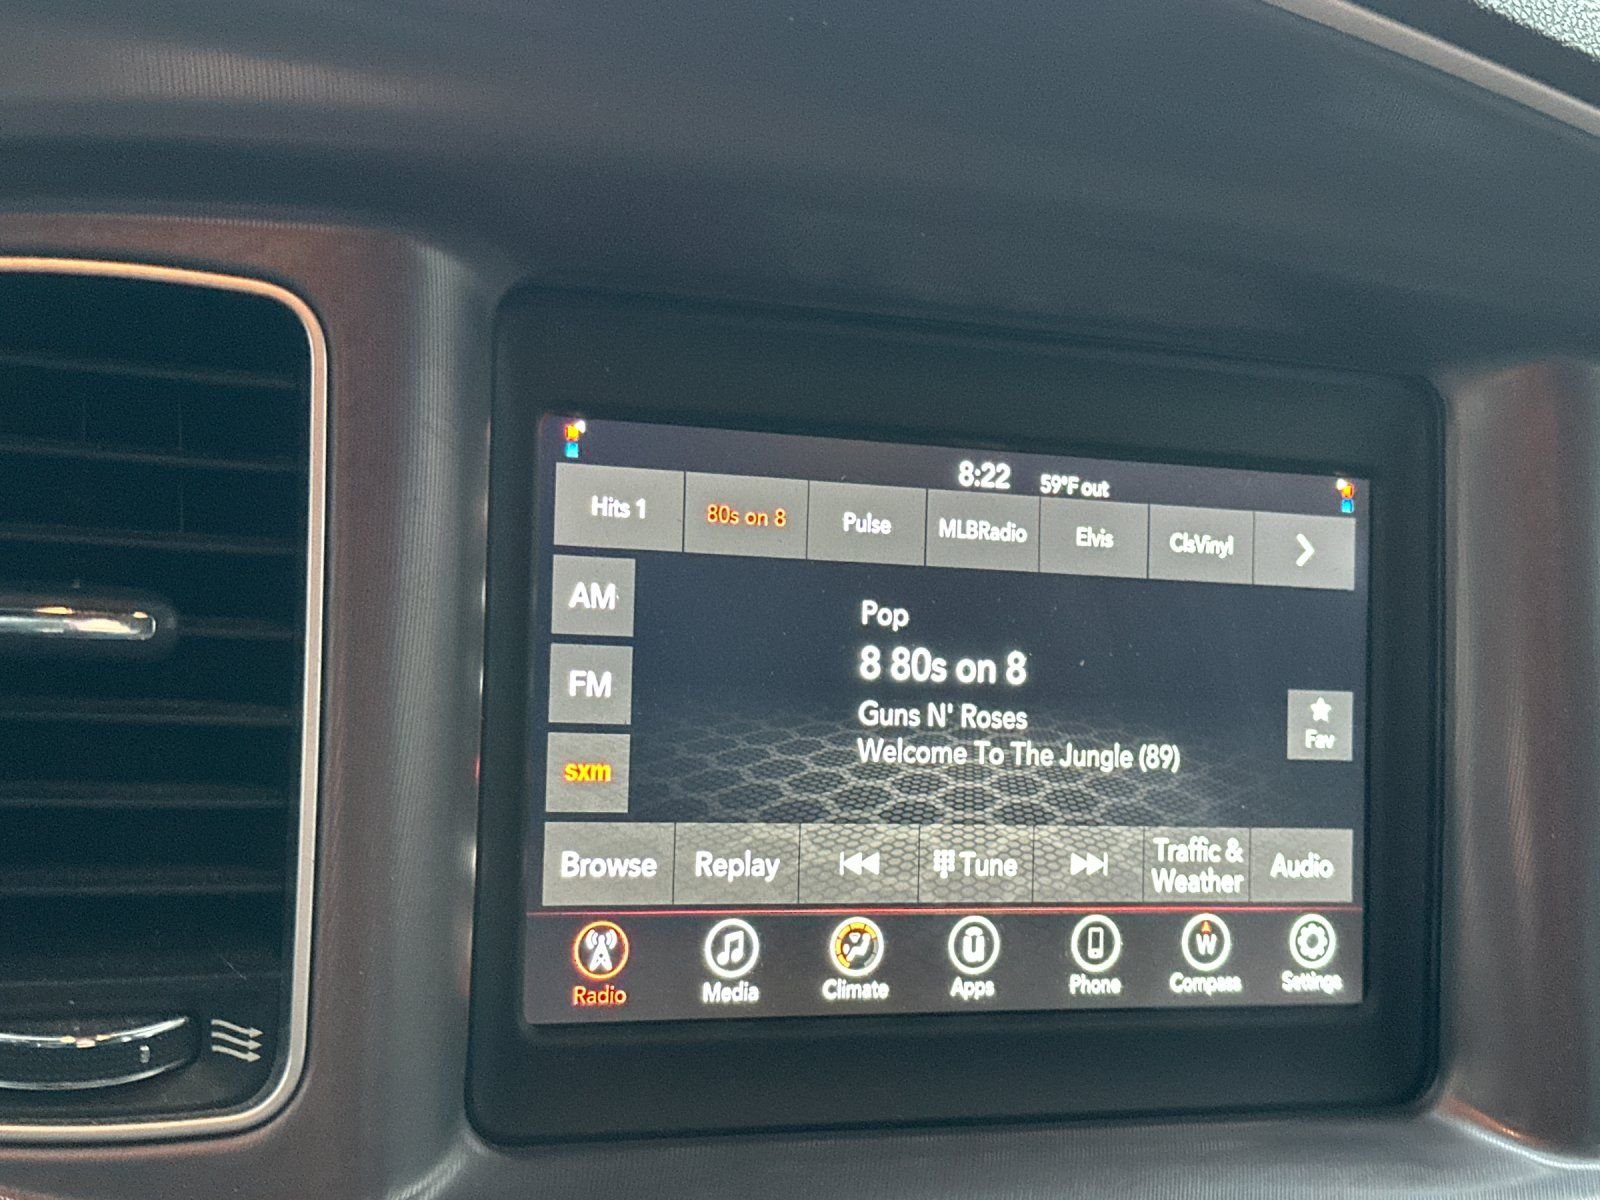 8:22 59°F out
Hits 1 80s on 8 Pulse MLBRadio Elvis ClsVinyl
AM
FM
sxm
Pop
8 80s on 8
Guns N' Roses
Welcome To The Jungle (89)
Fav
Browse Replay Tune Traffic & Weather Audio
Radio Media Climate Apps Phone W Compass Settings